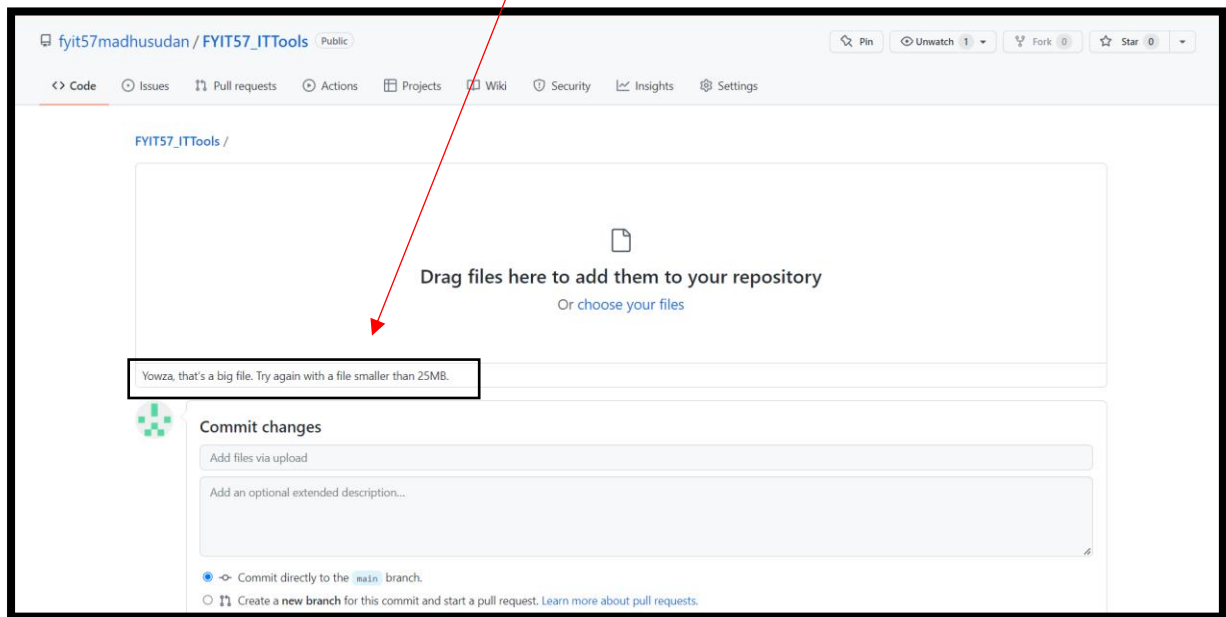 fyit57madhusudan / FYIT57_ITTools Public
Pin Unwatch 1 Fork 0 Star 0
<> Code Issues Pull requests Actions Projects Wiki Security Insights Settings
FYIT57_ITTools /
Drag files here to add them to your repository
Or choose your files
Yowza, that's a big file. Try again with a file smaller than 25MB.
Commit changes
Add files via upload
Add an optional extended description...
Commit directly to the main branch.
Create a new branch for this commit and start a pull request. Learn more about pull requests.